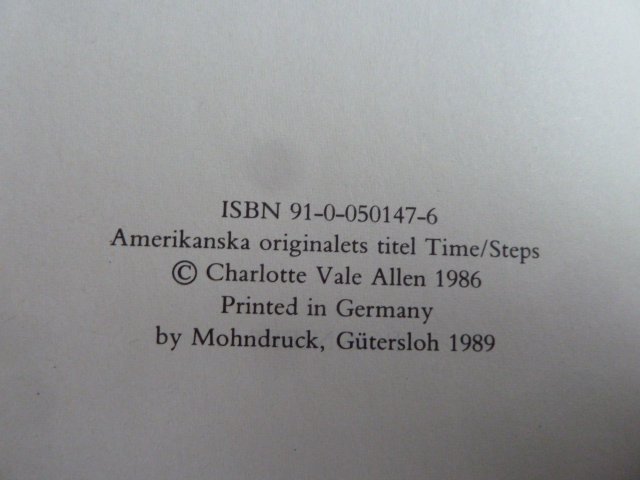 ISBN 91-0-050147-6
Amerikanska originalets titel Time/Steps
© Charlotte Vale Allen 1986
Printed in Germany
by Mohndruck, Gütersloh 1989